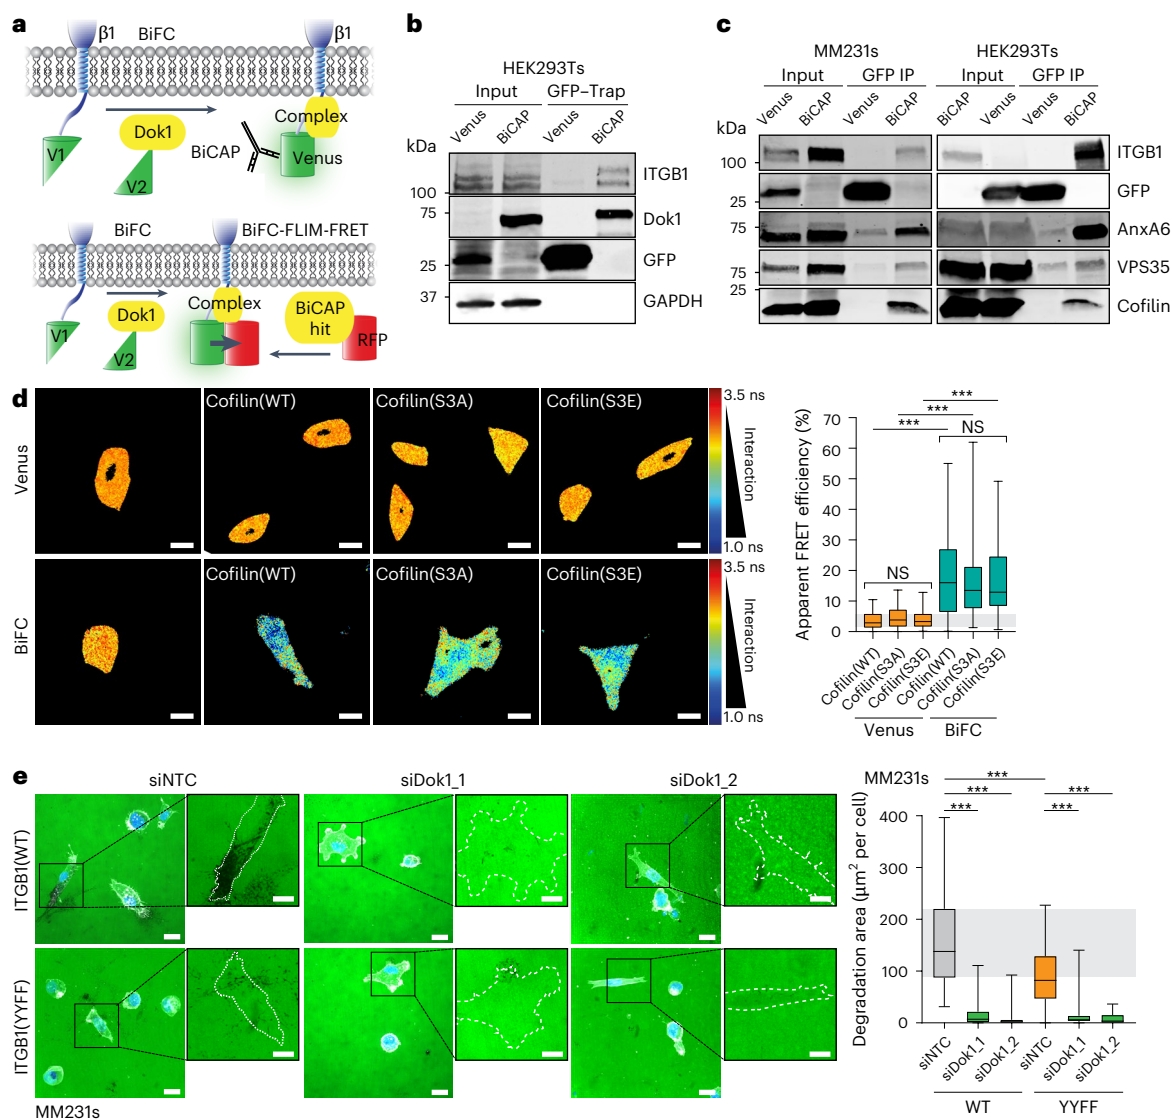 a
β1
BiFC
β1
Complex
Dok1
BiCAP
V1
Venus
V2
BiFC
BiFC-FLIM-FRET
Complex
Dok1
BiCAP
hit
V1
V2
RFP
b
HEK293Ts
Input
GFP–Trap
Venus
BiCAP
Venus
BiCAP
kDa
ITGB1
100
75
Dok1
GFP
25
37
GAPDH
c
MM231s
HEK293Ts
Input
GFP IP
Input
GFP IP
Venus
BiCAP
Venus
BiCAP
BiCAP
Venus
Venus
BiCAP
kDa
100
ITGB1
GFP
25
75
AnxA6
75
VPS35
25
Cofilin
d
Cofilin(WT)
Cofilin(S3A)
Cofilin(S3E)
3.5 ns
Interaction
1.0 ns
Venus
Cofilin(WT)
Cofilin(S3A)
Cofilin(S3E)
3.5 ns
Interaction
1.0 ns
BiFC
***
***
***
NS
NS
Apparent FRET efficiency (%)
70
60
50
40
30
20
10
0
Cofilin(WT)
Cofilin(S3A)
Cofilin(S3E)
Cofilin(WT)
Cofilin(S3A)
Cofilin(S3E)
Venus
BiFC
e
siNTC
siDok1_1
siDok1_2
ITGB1(WT)
ITGB1(YYFF)
MM231s
MM231s
***
***
***
***
***
Degradation area (μm² per cell)
400
300
200
100
0
siNTC
siDok1_1
siDok1_2
siNTC
siDok1_1
siDok1_2
WT
YYFF